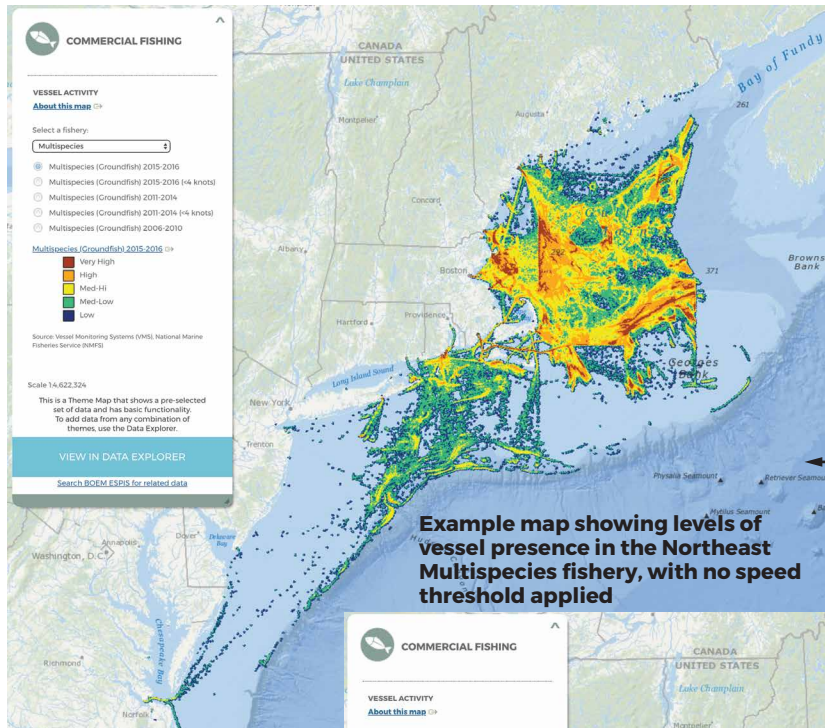 COMMERCIAL FISHING
VESSEL ACTIVITY
About this map
Select a fishery:
Multispecies
Multispecies (Groundfish) 2015-2016
Multispecies (Groundfish) 2015-2016 (<4 knots)
Multispecies (Groundfish) 2011-2014
Multispecies (Groundfish) 2011-2014 (<4 knots)
Multispecies (Groundfish) 2006-2010
Multispecies (Groundfish) 2015-2016
Very High
High
Med-Hi
Med-Low
Low
Source: Vessel Monitoring Systems (VMS), National Marine
Fisheries Service (NMFS)
Scale 1:4,622,324
This is a Theme Map that shows a pre-selected
set of data and has basic functionality.
To add data from any combination of
themes, use the Data Explorer.
VIEW IN DATA EXPLORER
Search BOEM ESPIS for related data
CANADA
UNITED STATES
Lake Champlain
Montpelier
Augusta
Bay of Fundy
261
Concord
Albany
Boston
371
Browns
Bank
Hartford
Providence
Georges
Bank
Long Island Sound
New York
Trenton
Physalia Seamount
Retriever Seamou
Mytilus Seamount
Ba
Dover
Delaware
Bay
Annapolis
Washington, D.C.
Chesapeake Bay
Richmond
Norfolk
Example map showing levels of
vessel presence in the Northeast
Multispecies fishery, with no speed
threshold applied
COMMERCIAL FISHING
VESSEL ACTIVITY
About this map
CANADA
UNITED STATES
Lake Champlain
Montpelier